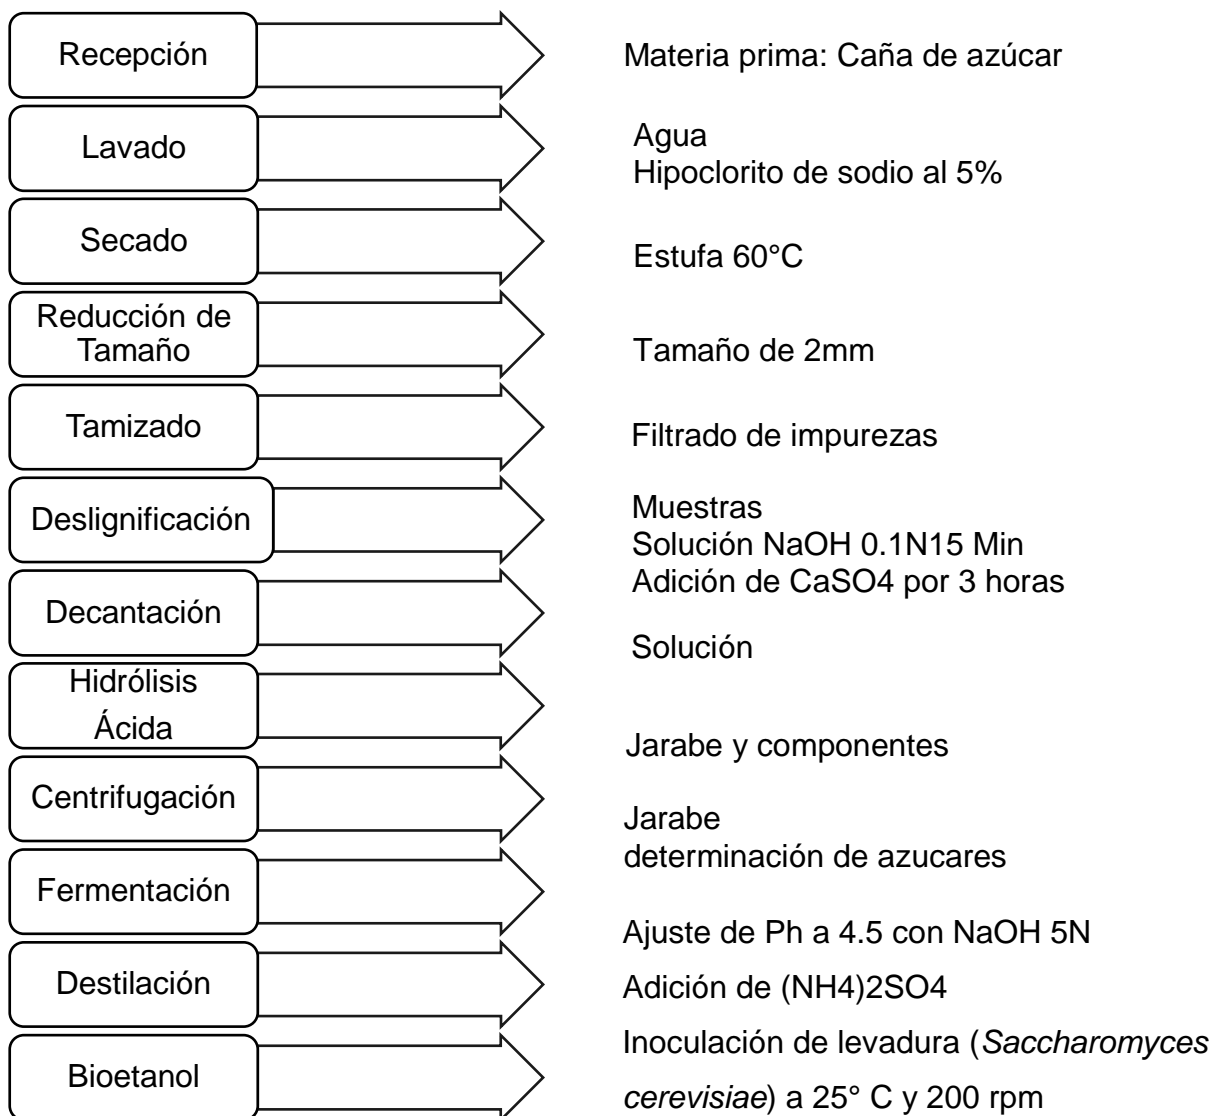 Recepción
Materia prima: Caña de azúcar
Lavado
Agua
Hipoclorito de sodio al 5%
Secado
Estufa 60°C
Reducción de
Tamaño
Tamaño de 2mm
Tamizado
Filtrado de impurezas
Deslignificación
Muestras
Solución NaOH 0.1N15 Min
Adición de CaSO4 por 3 horas
Decantación
Solución
Hidrólisis
Ácida
Jarabe y componentes
Centrifugación
Jarabe
determinación de azucares
Fermentación
Ajuste de Ph a 4.5 con NaOH 5N
Destilación
Adición de (NH4)2SO4
Inoculación de levadura (Saccharomyces
Bioetanol
cerevisiae) a 25° C y 200 rpm